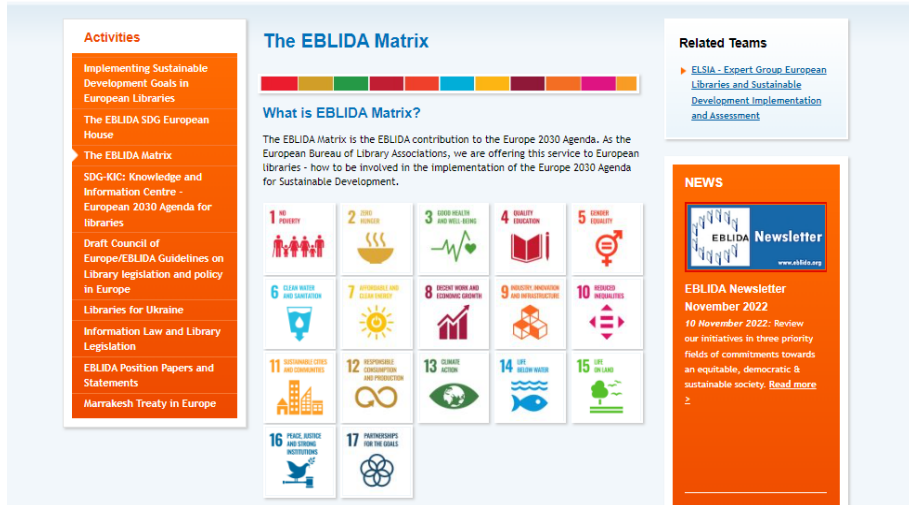 Activities
Implementing Sustainable
Development Goals in
European Libraries
The EBLIDA SDG European
House
The EBLIDA Matrix
SDG-KIC: Knowledge and
Information Centre -
European 2030 Agenda for
libraries
Draft Council of
Europe/EBLIDA Guidelines on
Library legislation and policy
in Europe
Libraries for Ukraine
Information Law and Library
Legislation
EBLIDA Position Papers and
Statements
Marrakesh Treaty in Europe
The EBLIDA Matrix
What is EBLIDA Matrix?
The EBLIDA Matrix is the EBLIDA contribution to the Europe 2030 Agenda. As the
European Bureau of Library Associations, we are offering this service to European
libraries - how to be involved in the implementation of the Europe 2030 Agenda
for Sustainable Development.
1 NO
POVERTY
2 ZERO
HUNGER
3 GOOD HEALTH
AND WELL-BEING
4 QUALITY
EDUCATION
5 GENDER
EQUALITY
6 CLEAN WATER
AND SANITATION
7 AFFORDABLE AND
CLEAN ENERGY
8 DECENT WORK AND
ECONOMIC GROWTH
9 INDUSTRY, INNOVATION
AND INFRASTRUCTURE
10 REDUCED
INEQUALITIES
11 SUSTAINABLE CITIES
AND COMMUNITIES
12 RESPONSIBLE
CONSUMPTION
AND PRODUCTION
13 CLIMATE
ACTION
14 LIFE
BELOW WATER
15 LIFE
ON LAND
16 PEACE, JUSTICE
AND STRONG
INSTITUTIONS
17 PARTNERSHIPS
FOR THE GOALS
Related Teams
ELSIA - Expert Group European
Libraries and Sustainable
Development Implementation
and Assessment
NEWS
EBLIDA Newsletter
www.eblida.org
EBLIDA Newsletter
November 2022
10 November 2022: Review
our initiatives in three priority
fields of commitments towards
an equitable, democratic &
sustainable society. Read more
>